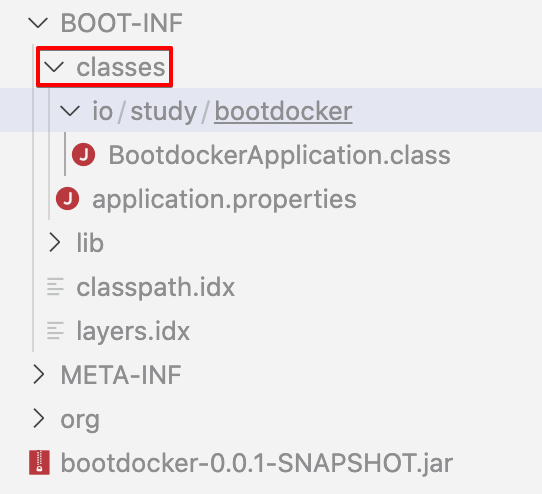 BOOT-INF
classes
io/study/bootdocker
J BootdockerApplication.class
J application.properties
lib
classpath.idx
layers.idx
META-INF
org
bootdocker-0.0.1-SNAPSHOT.jar